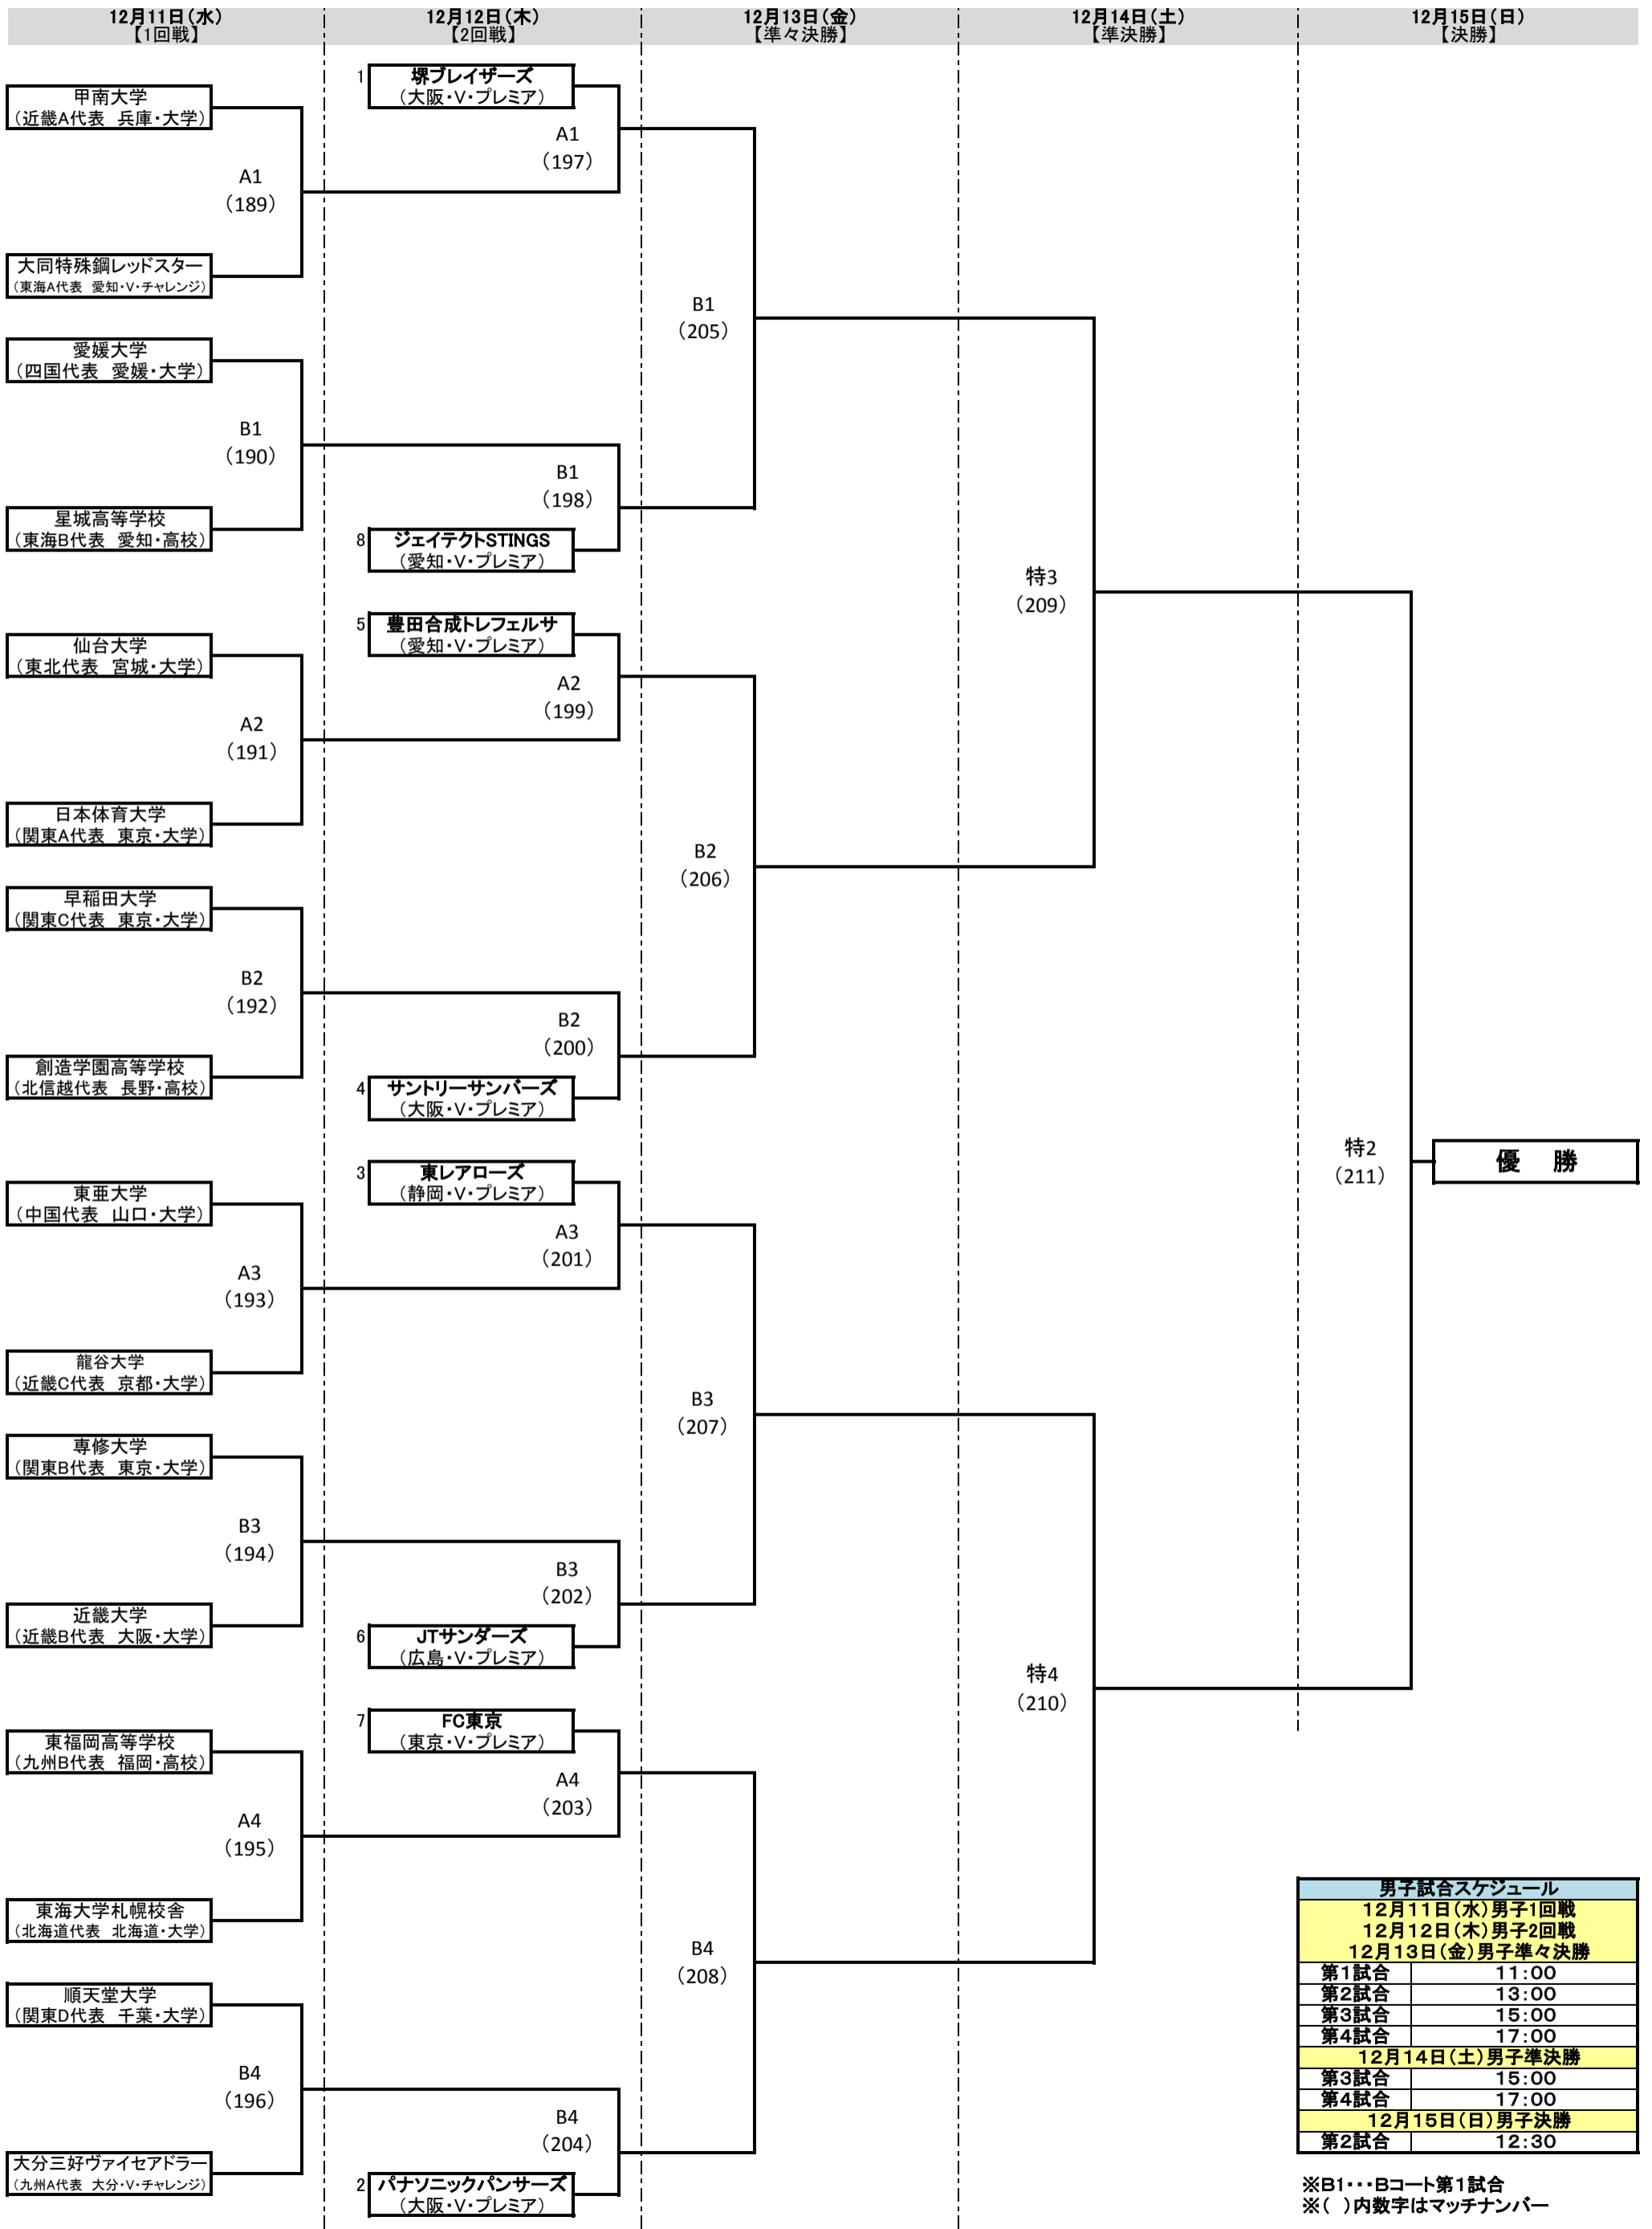 12月11日(水)
【1回戦】
12月12日(木)
【2回戦】
12月13日(金)
【準々決勝】
12月14日(土)
【準決勝】
12月15日(日)
【決勝】
甲南大学
(近畿A代表 兵庫・大学)
A1
(189)
大同特殊鋼レッドスター
(東海A代表 愛知・V・チャレンジ)
愛媛大学
(四国代表 愛媛・大学)
B1
(190)
星城高等学校
(東海B代表 愛知・高校)
仙台大学
(東北代表 宮城・大学)
A2
(191)
日本体育大学
(関東A代表 東京・大学)
早稲田大学
(関東C代表 東京・大学)
B2
(192)
創造学園高等学校
(北信越代表 長野・高校)
東亜大学
(中国代表 山口・大学)
A3
(193)
龍谷大学
(近畿C代表 京都・大学)
専修大学
(関東B代表 東京・大学)
B3
(194)
近畿大学
(近畿B代表 大阪・大学)
東福岡高等学校
(九州B代表 福岡・高校)
A4
(195)
東海大学札幌校舎
(北海道代表 北海道・大学)
順天堂大学
(関東D代表 千葉・大学)
B4
(196)
大分三好ヴァイセアドラー
(九州A代表 大分・V・チャレンジ)
1 堺ブレイザーズ
(大阪・V・プレミア)
A1
(197)
B1
(198)
8 ジェイテクトSTINGS
(愛知・V・プレミア)
5 豊田合成トレフェルサ
(愛知・V・プレミア)
A2
(199)
B2
(200)
4 サントリーサンバーズ
(大阪・V・プレミア)
3 東レアローズ
(静岡・V・プレミア)
A3
(201)
B3
(202)
6 JTサンダーズ
(広島・V・プレミア)
7 FC東京
(東京・V・プレミア)
A4
(203)
B4
(204)
2 パナソニックパンサーズ
(大阪・V・プレミア)
B1
(205)
B2
(206)
B3
(207)
B4
(208)
特3
(209)
特4
(210)
特2
(211)
優 勝
男子試合スケジュール
12月11日(水)男子1回戦
12月12日(木)男子2回戦
12月13日(金)男子準々決勝
第1試合 11:00
第2試合 13:00
第3試合 15:00
第4試合 17:00
12月14日(土)男子準決勝
第3試合 15:00
第4試合 17:00
12月15日(日)男子決勝
第2試合 12:30
※B1・・・Bコート第1試合
※( )内数字はマッチナンバー